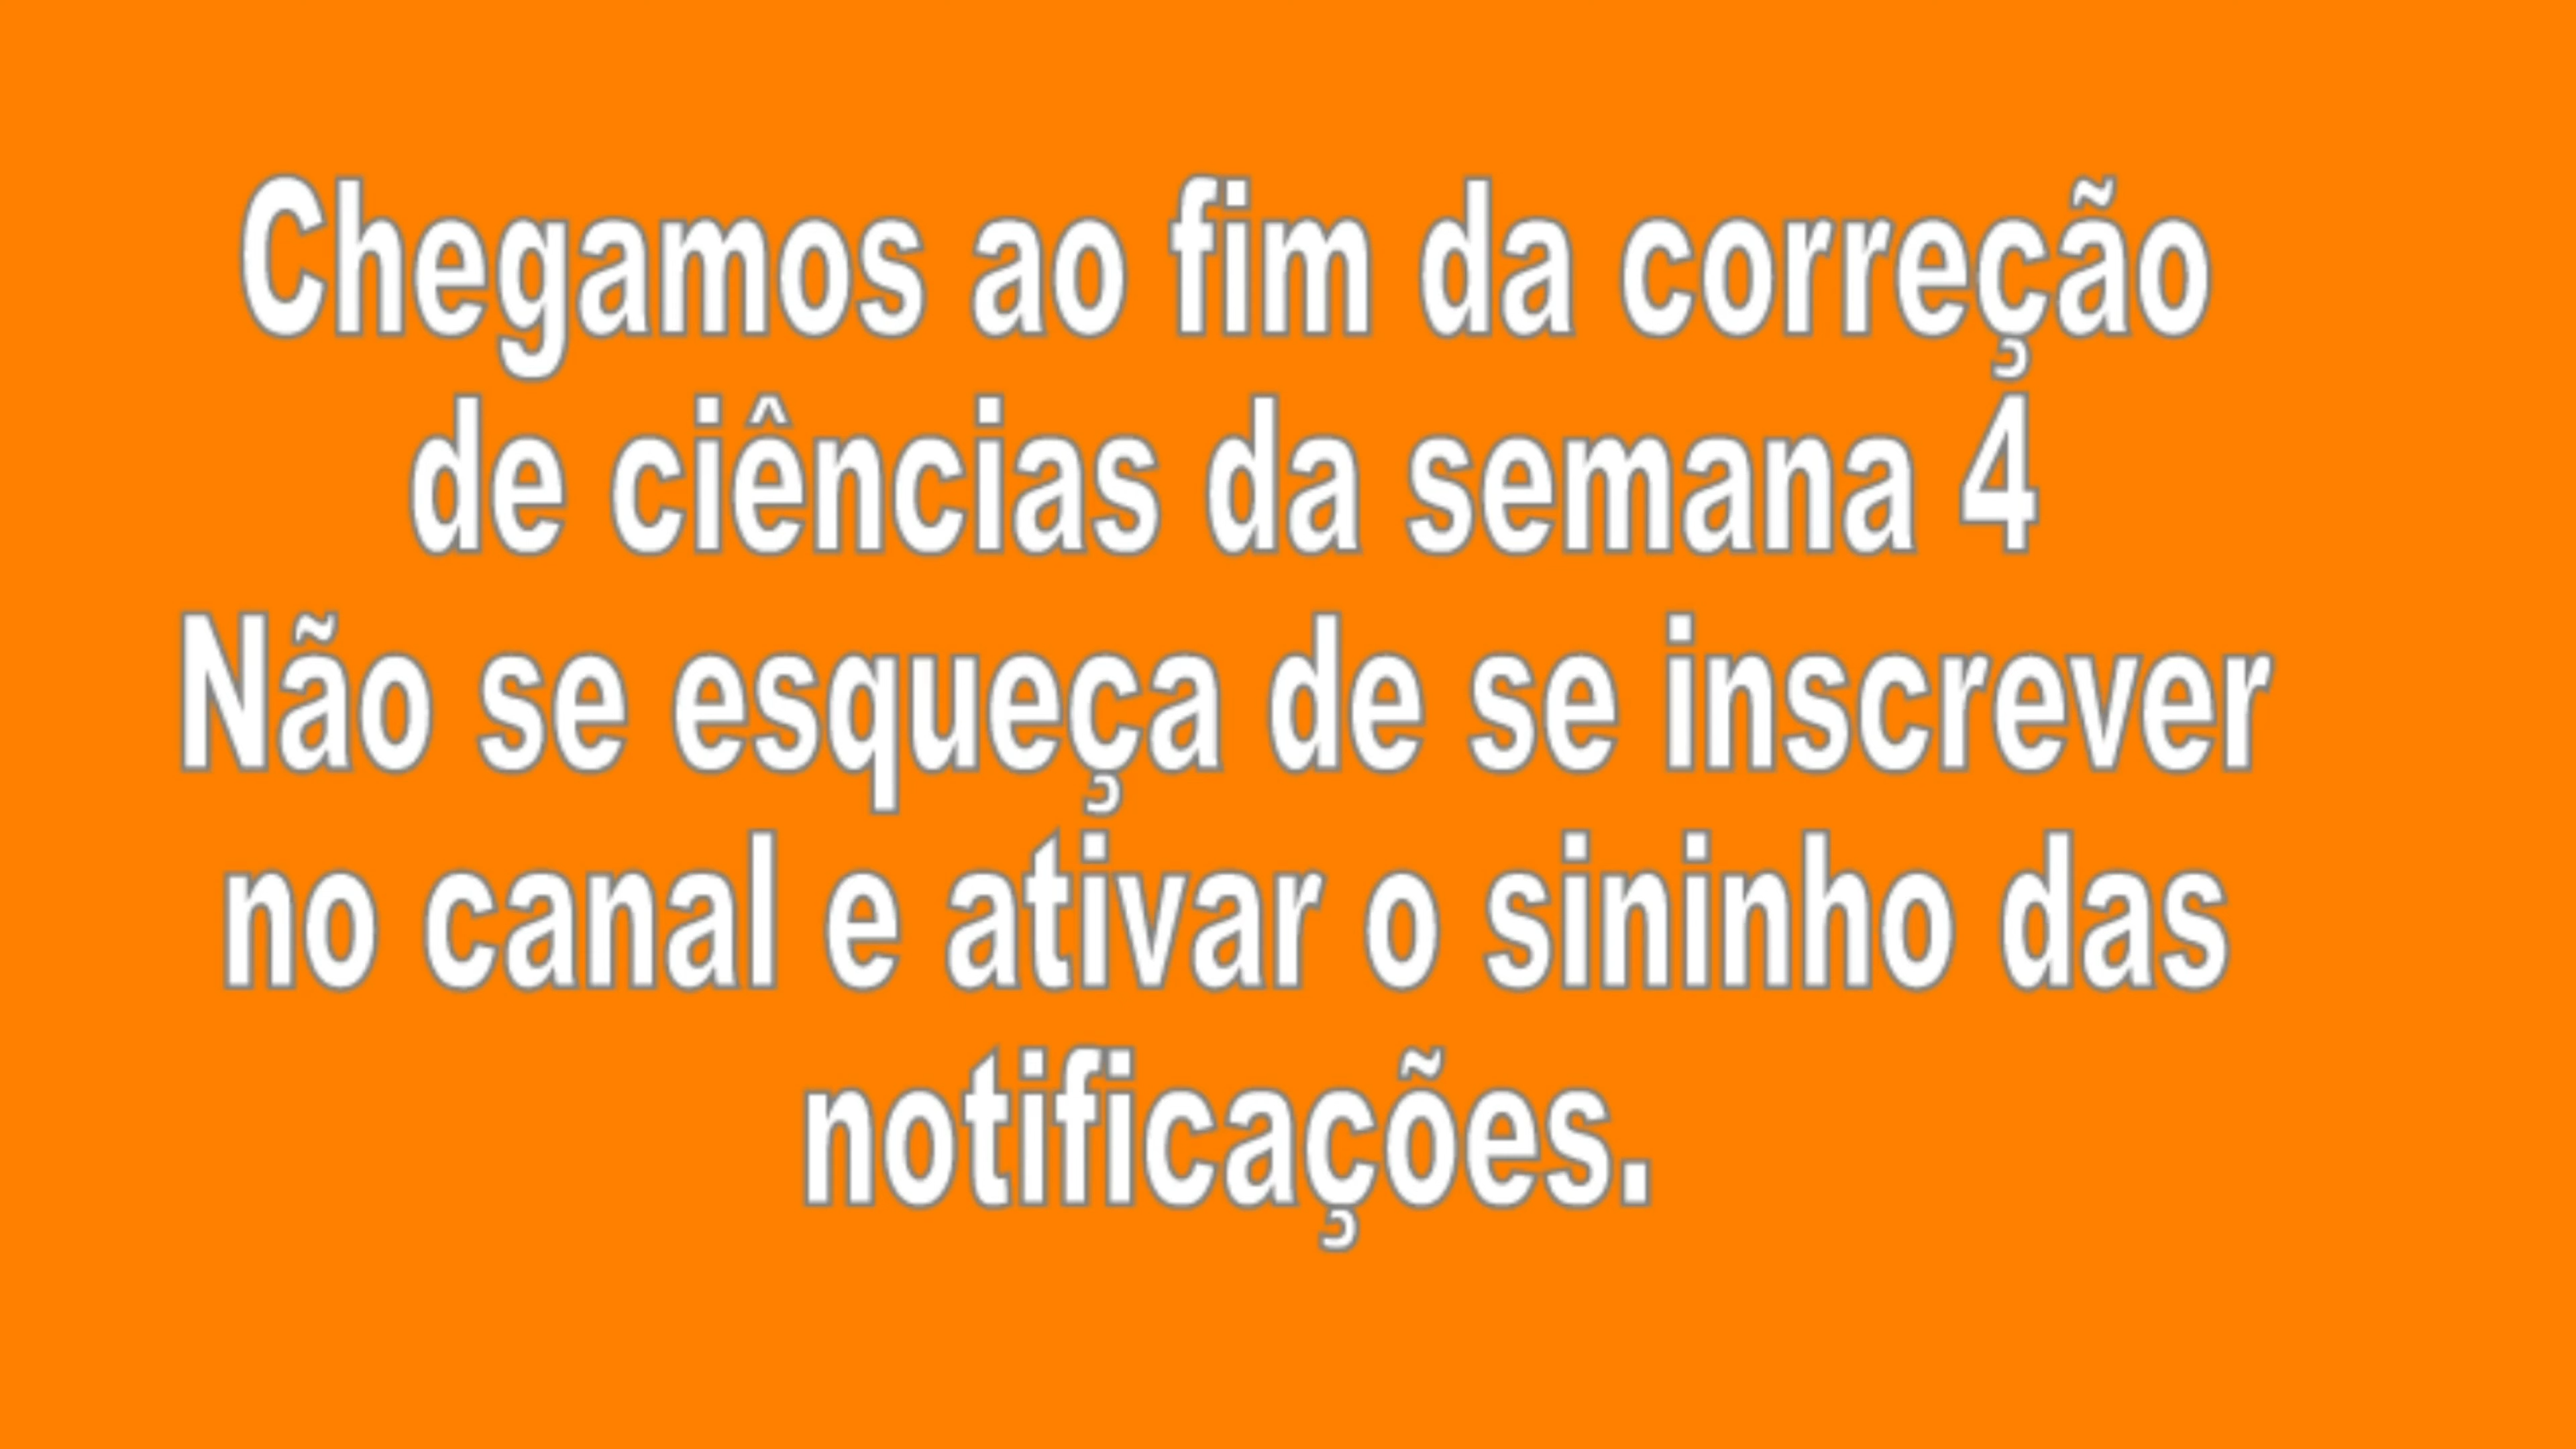 Chegamos ao fim da correção
de ciências da semana 4
Não se esqueça de se inscrever
no canal e ativar o sininho das
notificações.